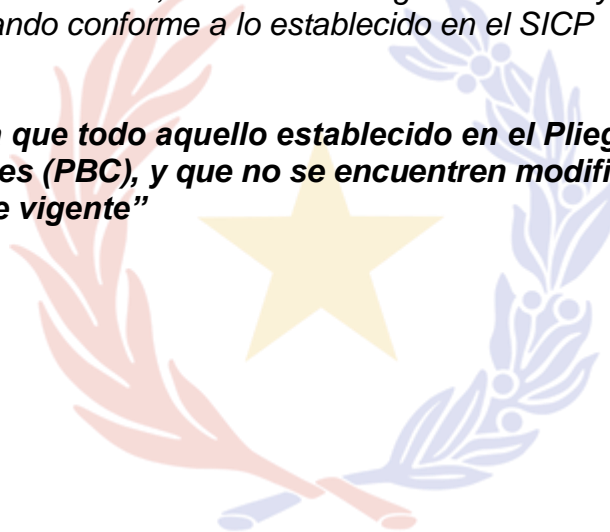 ando conforme a lo establecido en el SICP
que todo aquello establecido en el Plieg
es (PBC), y que no se encuentren modifi
e vigente”